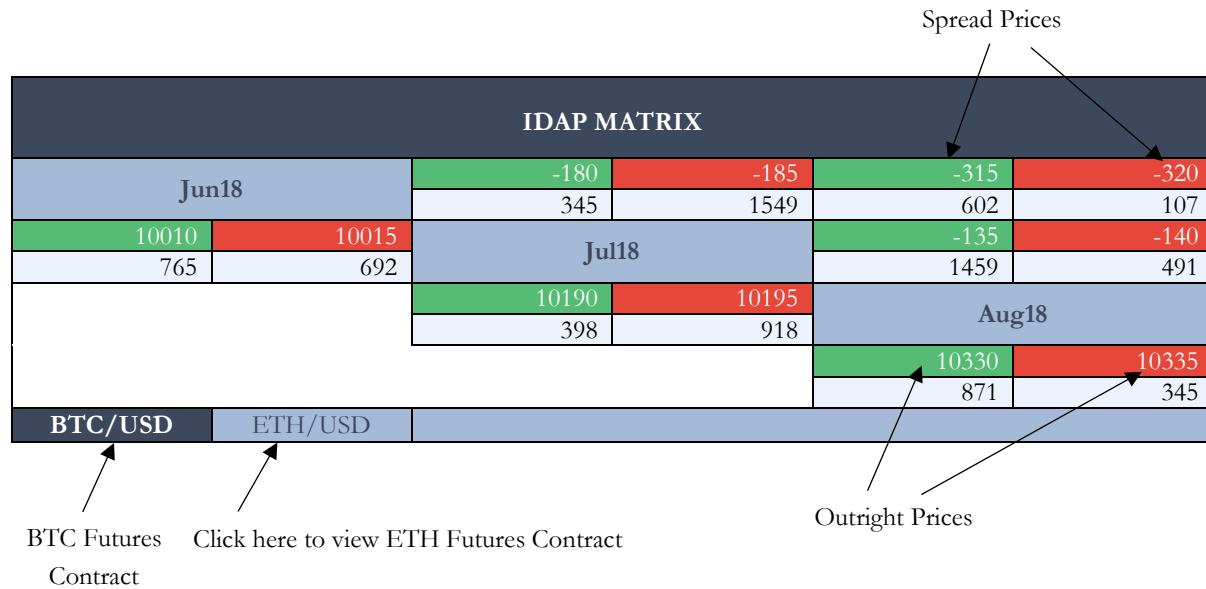 Spread Prices
IDAP MATRIX
Jun18 -180 -185 -315 -320
345 1549 602 107
10010 10015 Jul18 -135 -140
765 692 1459 491
10190 10195 Aug18
398 918
10330 10335
871 345
BTC/USD ETH/USD
BTC Futures Contract
Click here to view ETH Futures Contract
Outright Prices